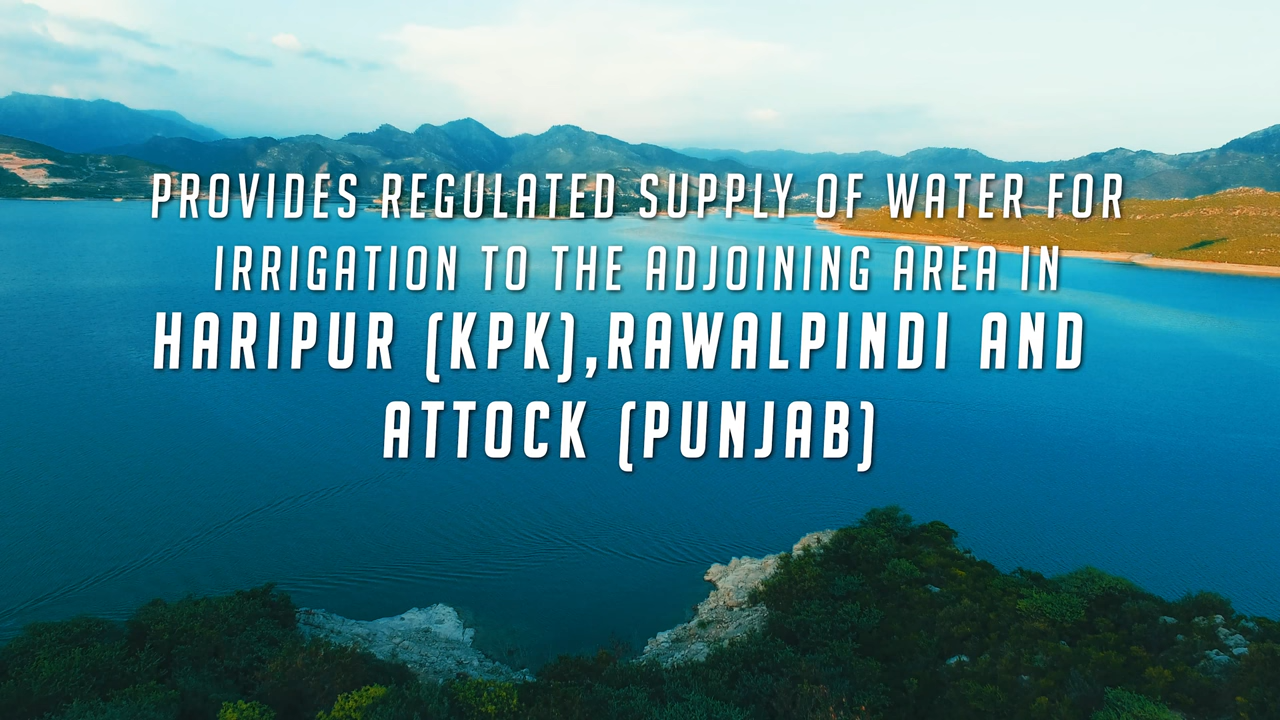 PROVIDES REGULATED SUPPLY OF WATER FOR
IRRIGATION TO THE ADJOINING AREA IN
HARIPUR (KPK),RAWALPINDI AND
ATTOCK (PUNJAB)